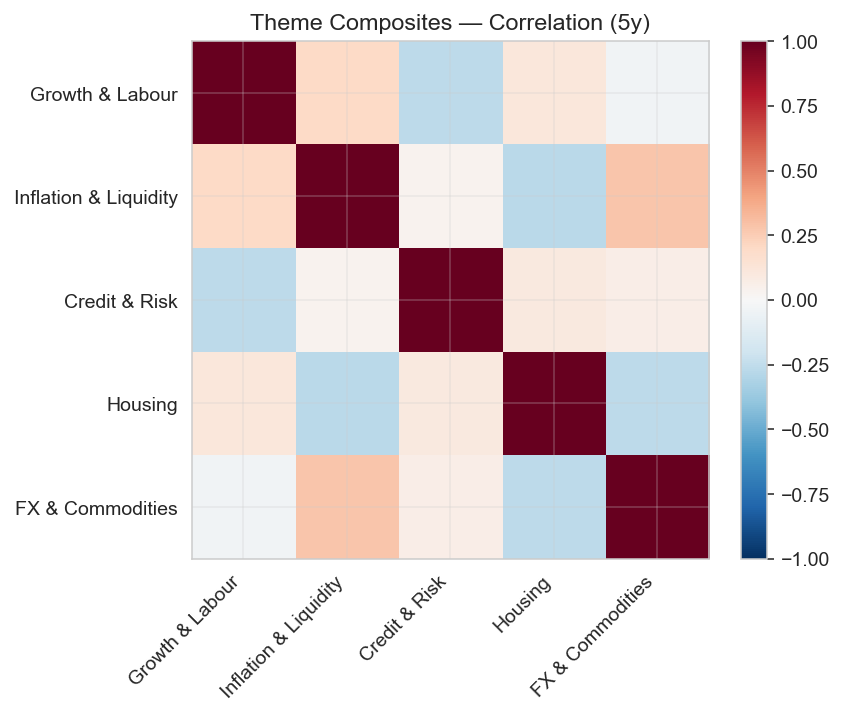 Theme Composites — Correlation (5y)
Growth & Labour
Inflation & Liquidity
Credit & Risk
Housing
FX & Commodities
Growth & Labour
Inflation & Liquidity
Credit & Risk
Housing
FX & Commodities
1.00
0.75
0.50
0.25
0.00
−0.25
−0.50
−0.75
−1.00